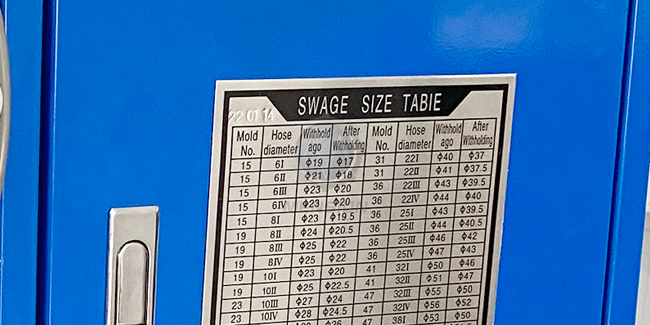 22 01 14
SWAGE SIZE TABIE
Mold No. Hose diameter Withhold ago After Withholding Mold No. Hose diameter Withhold ago After Withholding
15 6I Φ19 Φ17 31 22I Φ40 Φ37
15 6II Φ21 Φ18 31 22II Φ41 Φ37.5
15 6III Φ23 Φ20 36 22III Φ43 Φ39.5
15 6IV Φ23 Φ20 36 22IV Φ44 Φ40
15 8I Φ23 Φ19.5 36 25I Φ43 Φ39.5
19 8II Φ24 Φ20.5 36 25II Φ44 Φ40.5
19 8III Φ25 Φ22 36 25III Φ46 Φ42
19 8IV Φ25 Φ22 36 25IV Φ47 Φ43
19 10I Φ23 Φ20 41 32I Φ50 Φ46
19 10II Φ25 Φ22.5 41 32II Φ51 Φ47
23 10III Φ27 Φ24 47 32III Φ55 Φ50
23 10IV Φ28 Φ24.5 47 32IV Φ56 Φ52
Φ26 47 38I Φ53